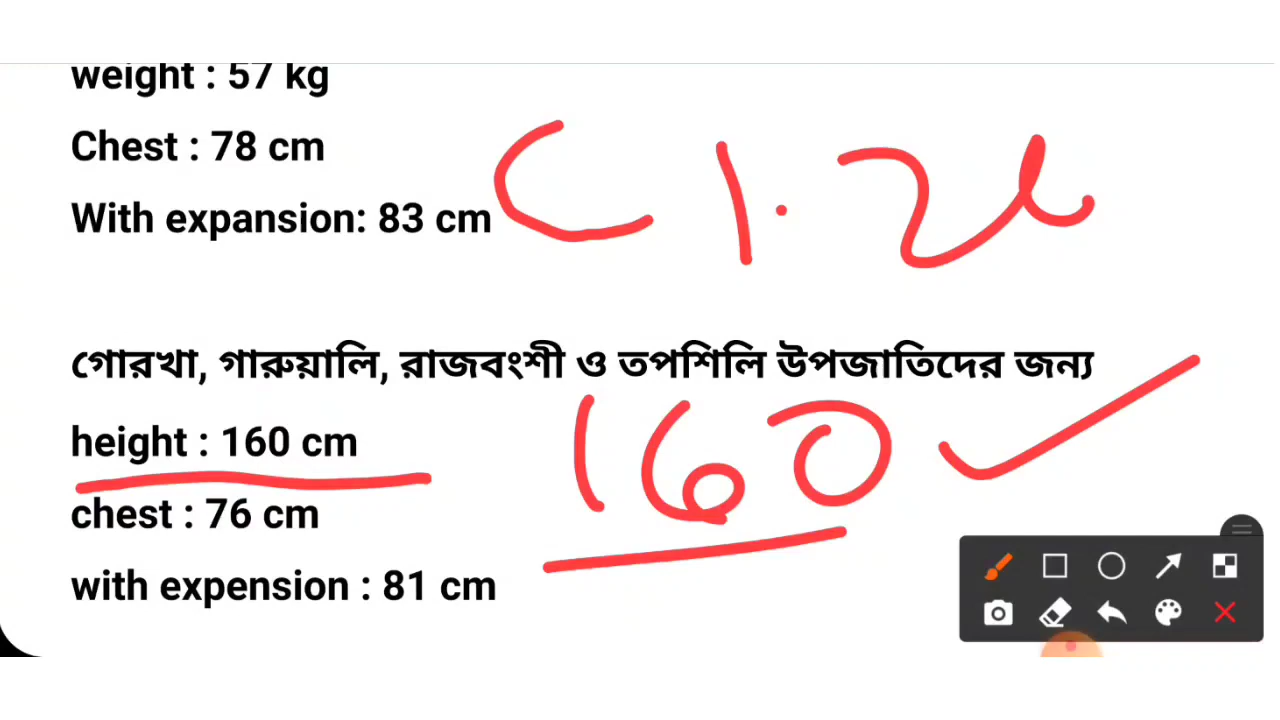 weight : 57 kg
Chest : 78 cm
With expansion: 83 cm
গোরখা, গারুয়ালি, রাজবংশী ও তপশিলি উপজাতিদের জন্য
height : 160 cm
160
chest : 76 cm
with expension : 81 cm